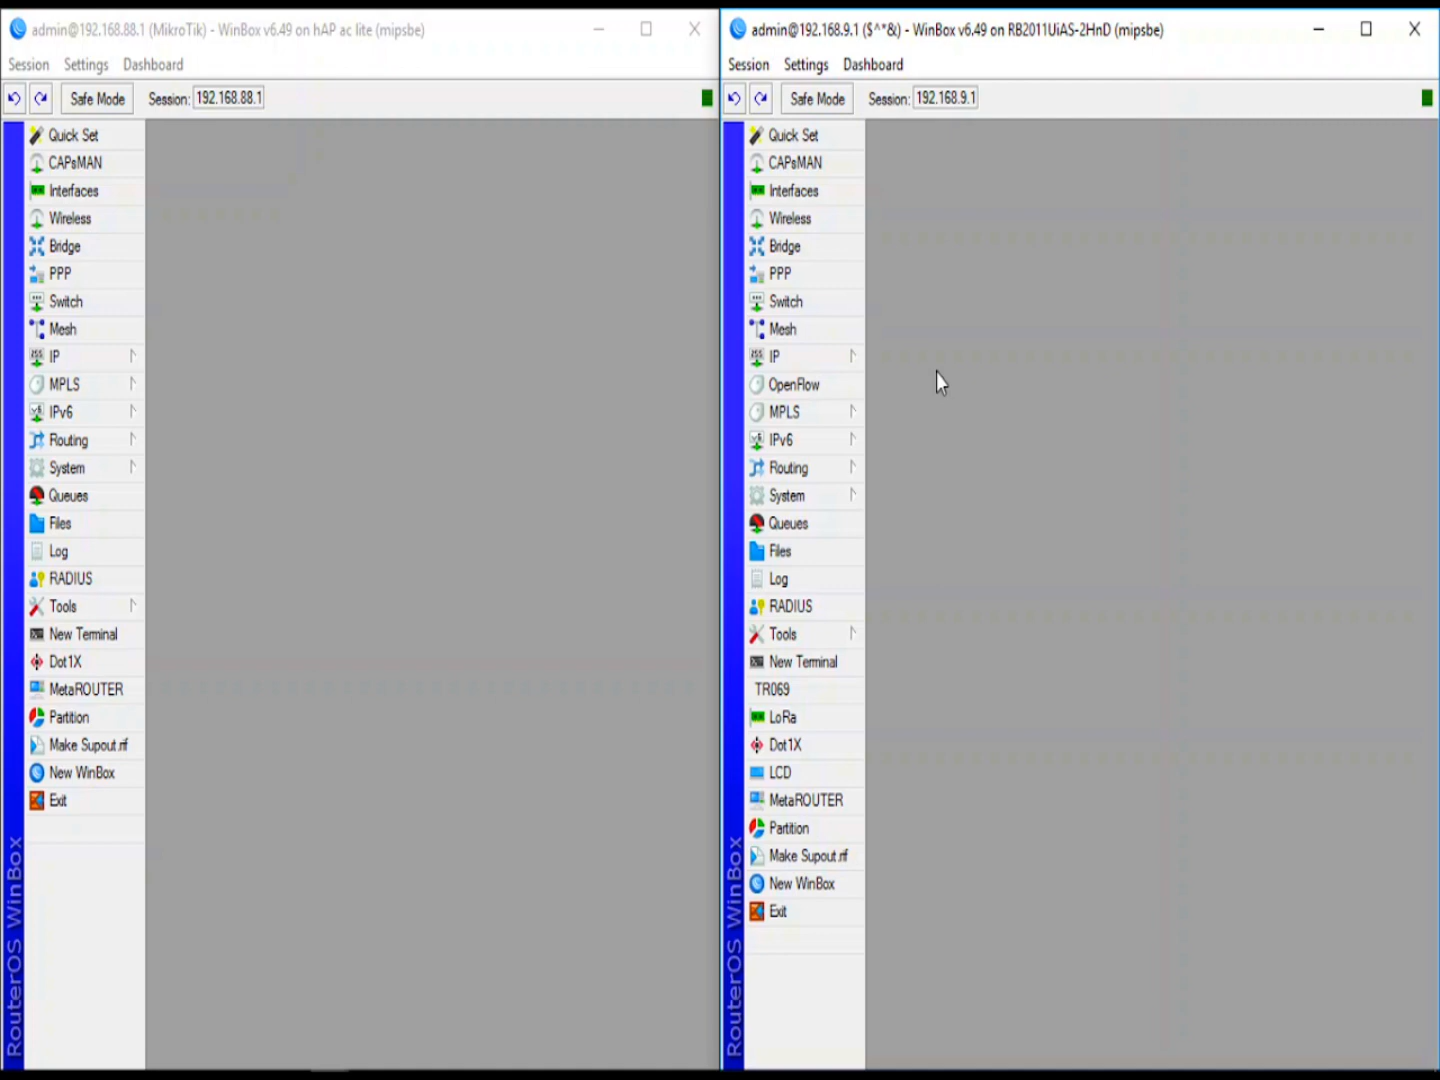 admin@192.168.88.1 (MikroTik) - WinBox v6.49 on hAP ac lite (mipsbe)
Session Settings Dashboard
Safe Mode Session: 192.168.88.1
Quick Set
CAPsMAN
Interfaces
Wireless
Bridge
PPP
Switch
Mesh
IP
MPLS
IPv6
Routing
System
Queues
Files
Log
RADIUS
Tools
New Terminal
Dot1X
MetaROUTER
Partition
Make Supout.rif
New WinBox
Exit
RouterOS WinBox
admin@192.168.9.1 ($^*&) - WinBox v6.49 on RB2011UiAS-2HnD (mipsbe)
Session Settings Dashboard
Safe Mode Session: 192.168.9.1
Quick Set
CAPsMAN
Interfaces
Wireless
Bridge
PPP
Switch
Mesh
IP
OpenFlow
MPLS
IPv6
Routing
System
Queues
Files
Log
RADIUS
Tools
New Terminal
TR069
LoRa
Dot1X
LCD
MetaROUTER
Partition
Make Supout.rif
New WinBox
Exit
RouterOS WinBox